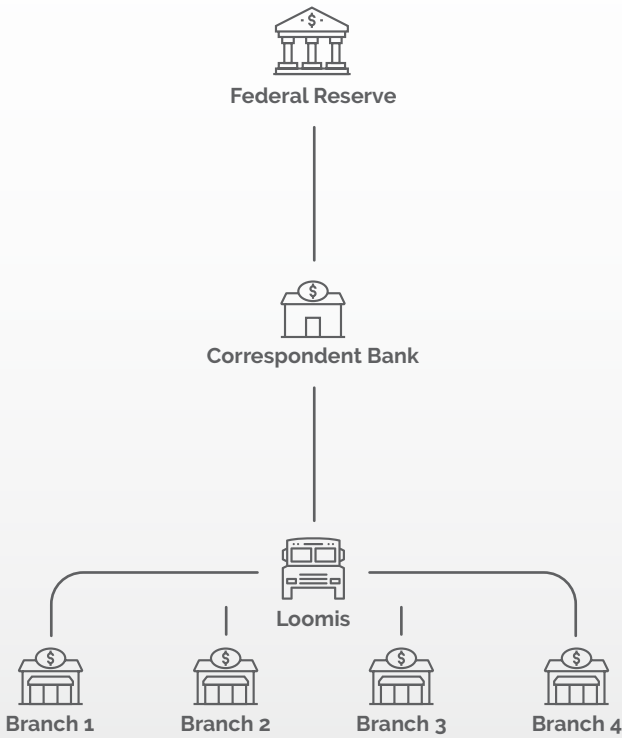 $
Federal Reserve
$
Correspondent Bank
Loomis
$ $ $ $
Branch 1 Branch 2 Branch 3 Branch 4